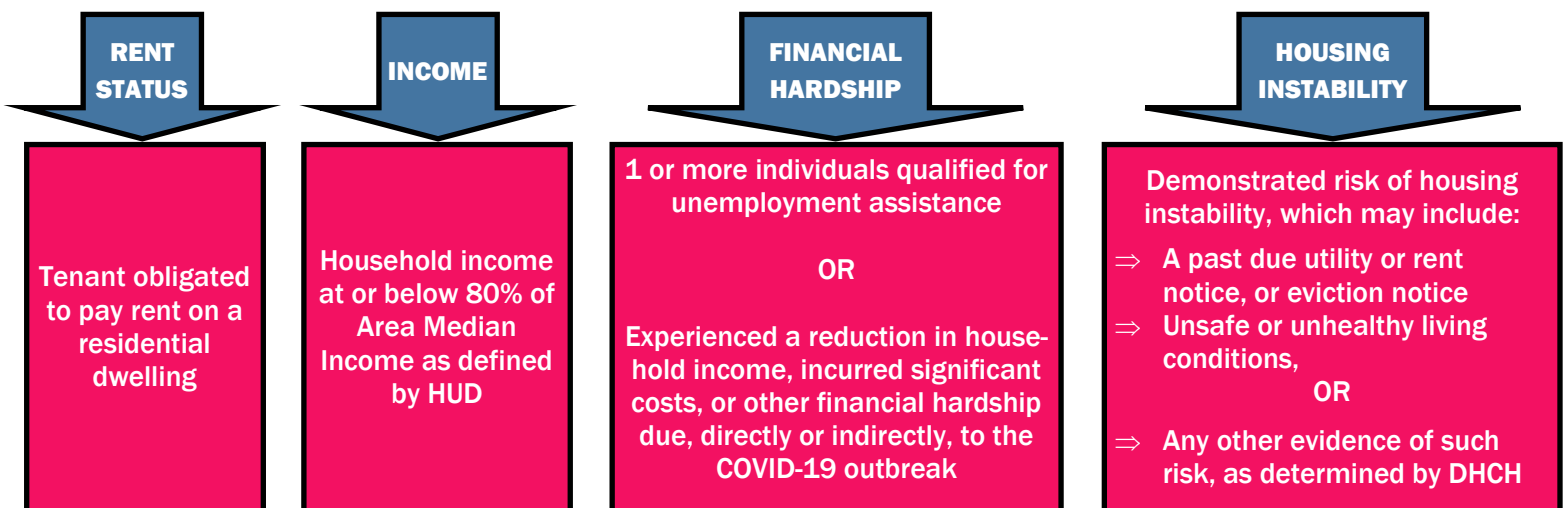 RENT
STATUS
Tenant obligated
to pay rent on a
residential
dwelling
INCOME
Household income
at or below 80% of
Area Median
Income as defined
by HUD
FINANCIAL
HARDSHIP
1 or more individuals qualified for
unemployment assistance
OR
Experienced a reduction in house-
hold income, incurred significant
costs, or other financial hardship
due, directly or indirectly, to the
COVID-19 outbreak
HOUSING
INSTABILITY
Demonstrated risk of housing
instability, which may include:
⇒ A past due utility or rent
notice, or eviction notice
⇒ Unsafe or unhealthy living
conditions,
OR
⇒ Any other evidence of such
risk, as determined by DHCH